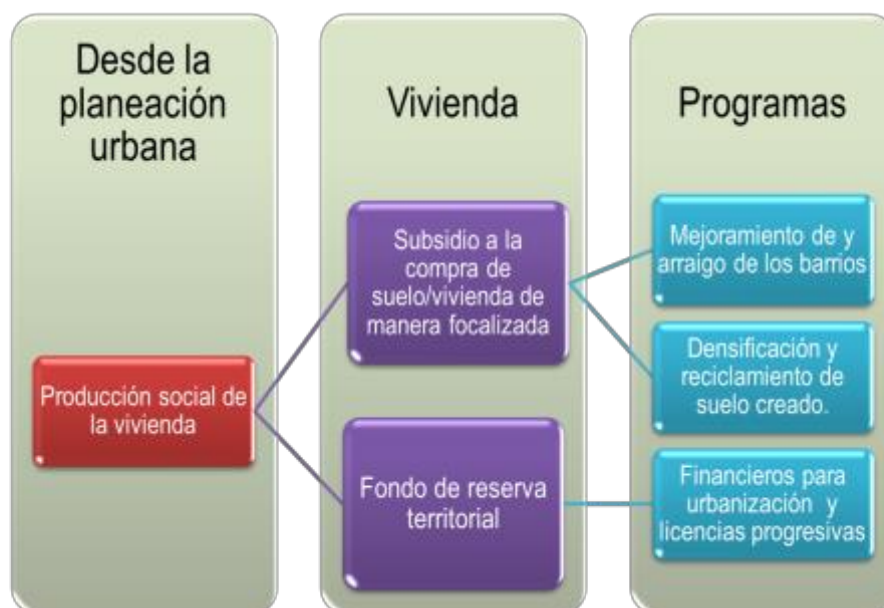 Desde la
planeación
urbana
Producción social de
la vivienda
Vivienda
Subsidio a la
compra de
suelo/vivienda de
manera focalizada
Fondo de reserva
territorial
Programas
Mejoramiento de y
arraigo de los barrios
Densificación y
reciclamiento de
suelo creado.
Financieros para
urbanización y
licencias progresivas